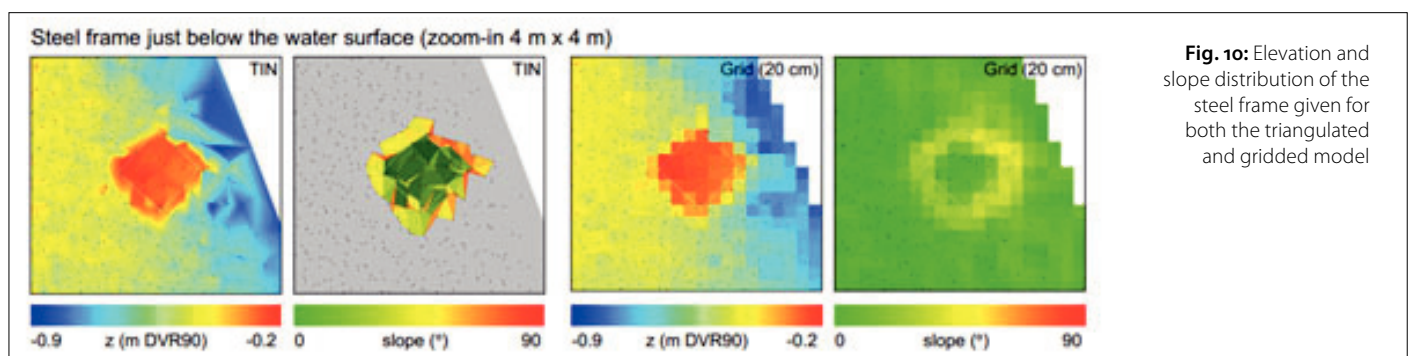 Steel frame just below the water surface (zoom-in 4 m x 4 m)
TIN
TIN
Grid (20 cm)
Grid (20 cm)
-0.9 z (m DVR90) -0.2
0 slope (°) 90
-0.9 z (m DVR90) -0.2
0 slope (°) 90
Fig. 10: Elevation and
slope distribution of the
steel frame given for
both the triangulated
and gridded model